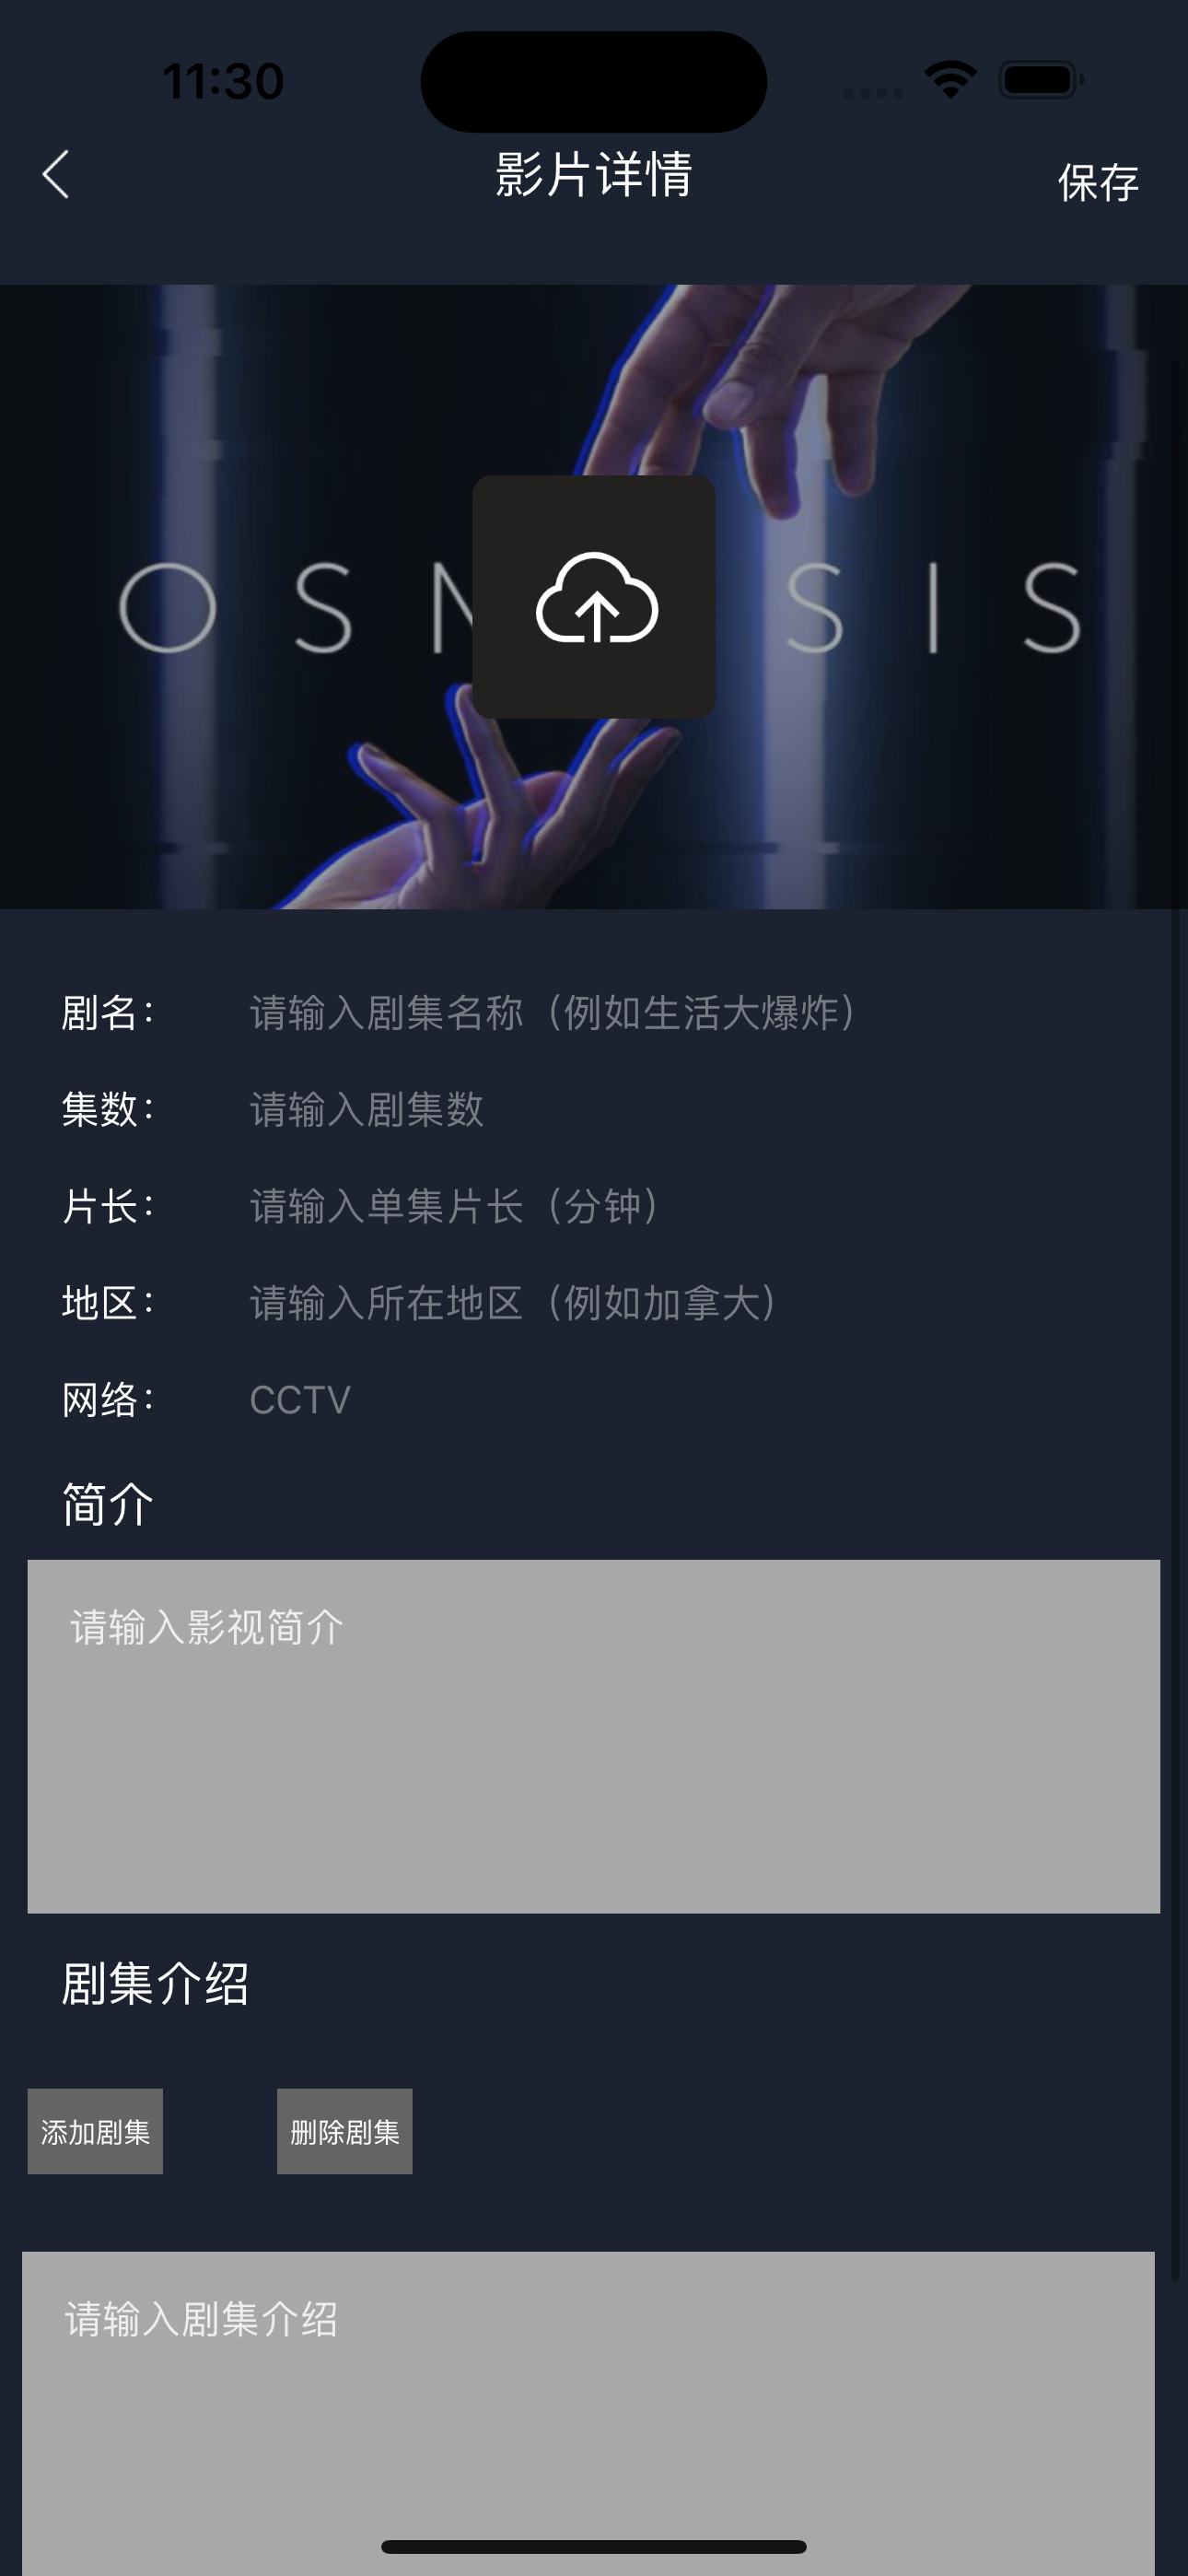 11:30
影片详情
保存
OSM SIS
剧名： 请输入剧集名称（例如生活大爆炸）
集数： 请输入剧集数
片长： 请输入单集片长（分钟）
地区： 请输入所在地区（例如加拿大）
网络： CCTV
简介
请输入影视简介
剧集介绍
添加剧集 删除剧集
请输入剧集介绍